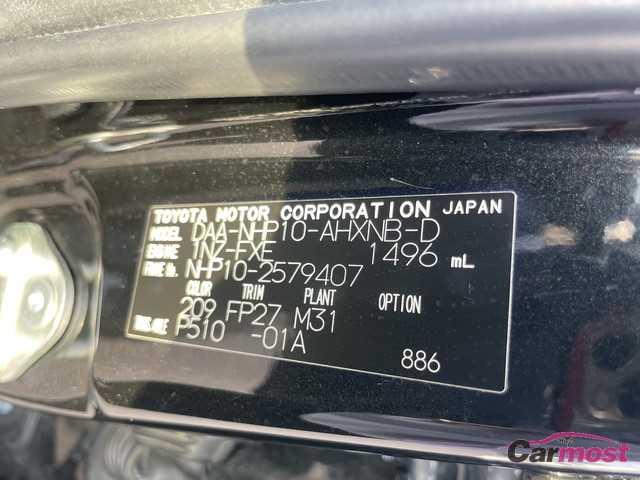 TOYOTA MOTOR CORPORATION JAPAN
MODEL DAA-NHP10-AHXNB-D
ENGINE 1NZ-FXE 1496 mL
FRAME No. NHP10-2579407
COLOR TRIM PLANT OPTION
209 FP27 M31
TRANS./AXLE P510 -01A
886
Carmost